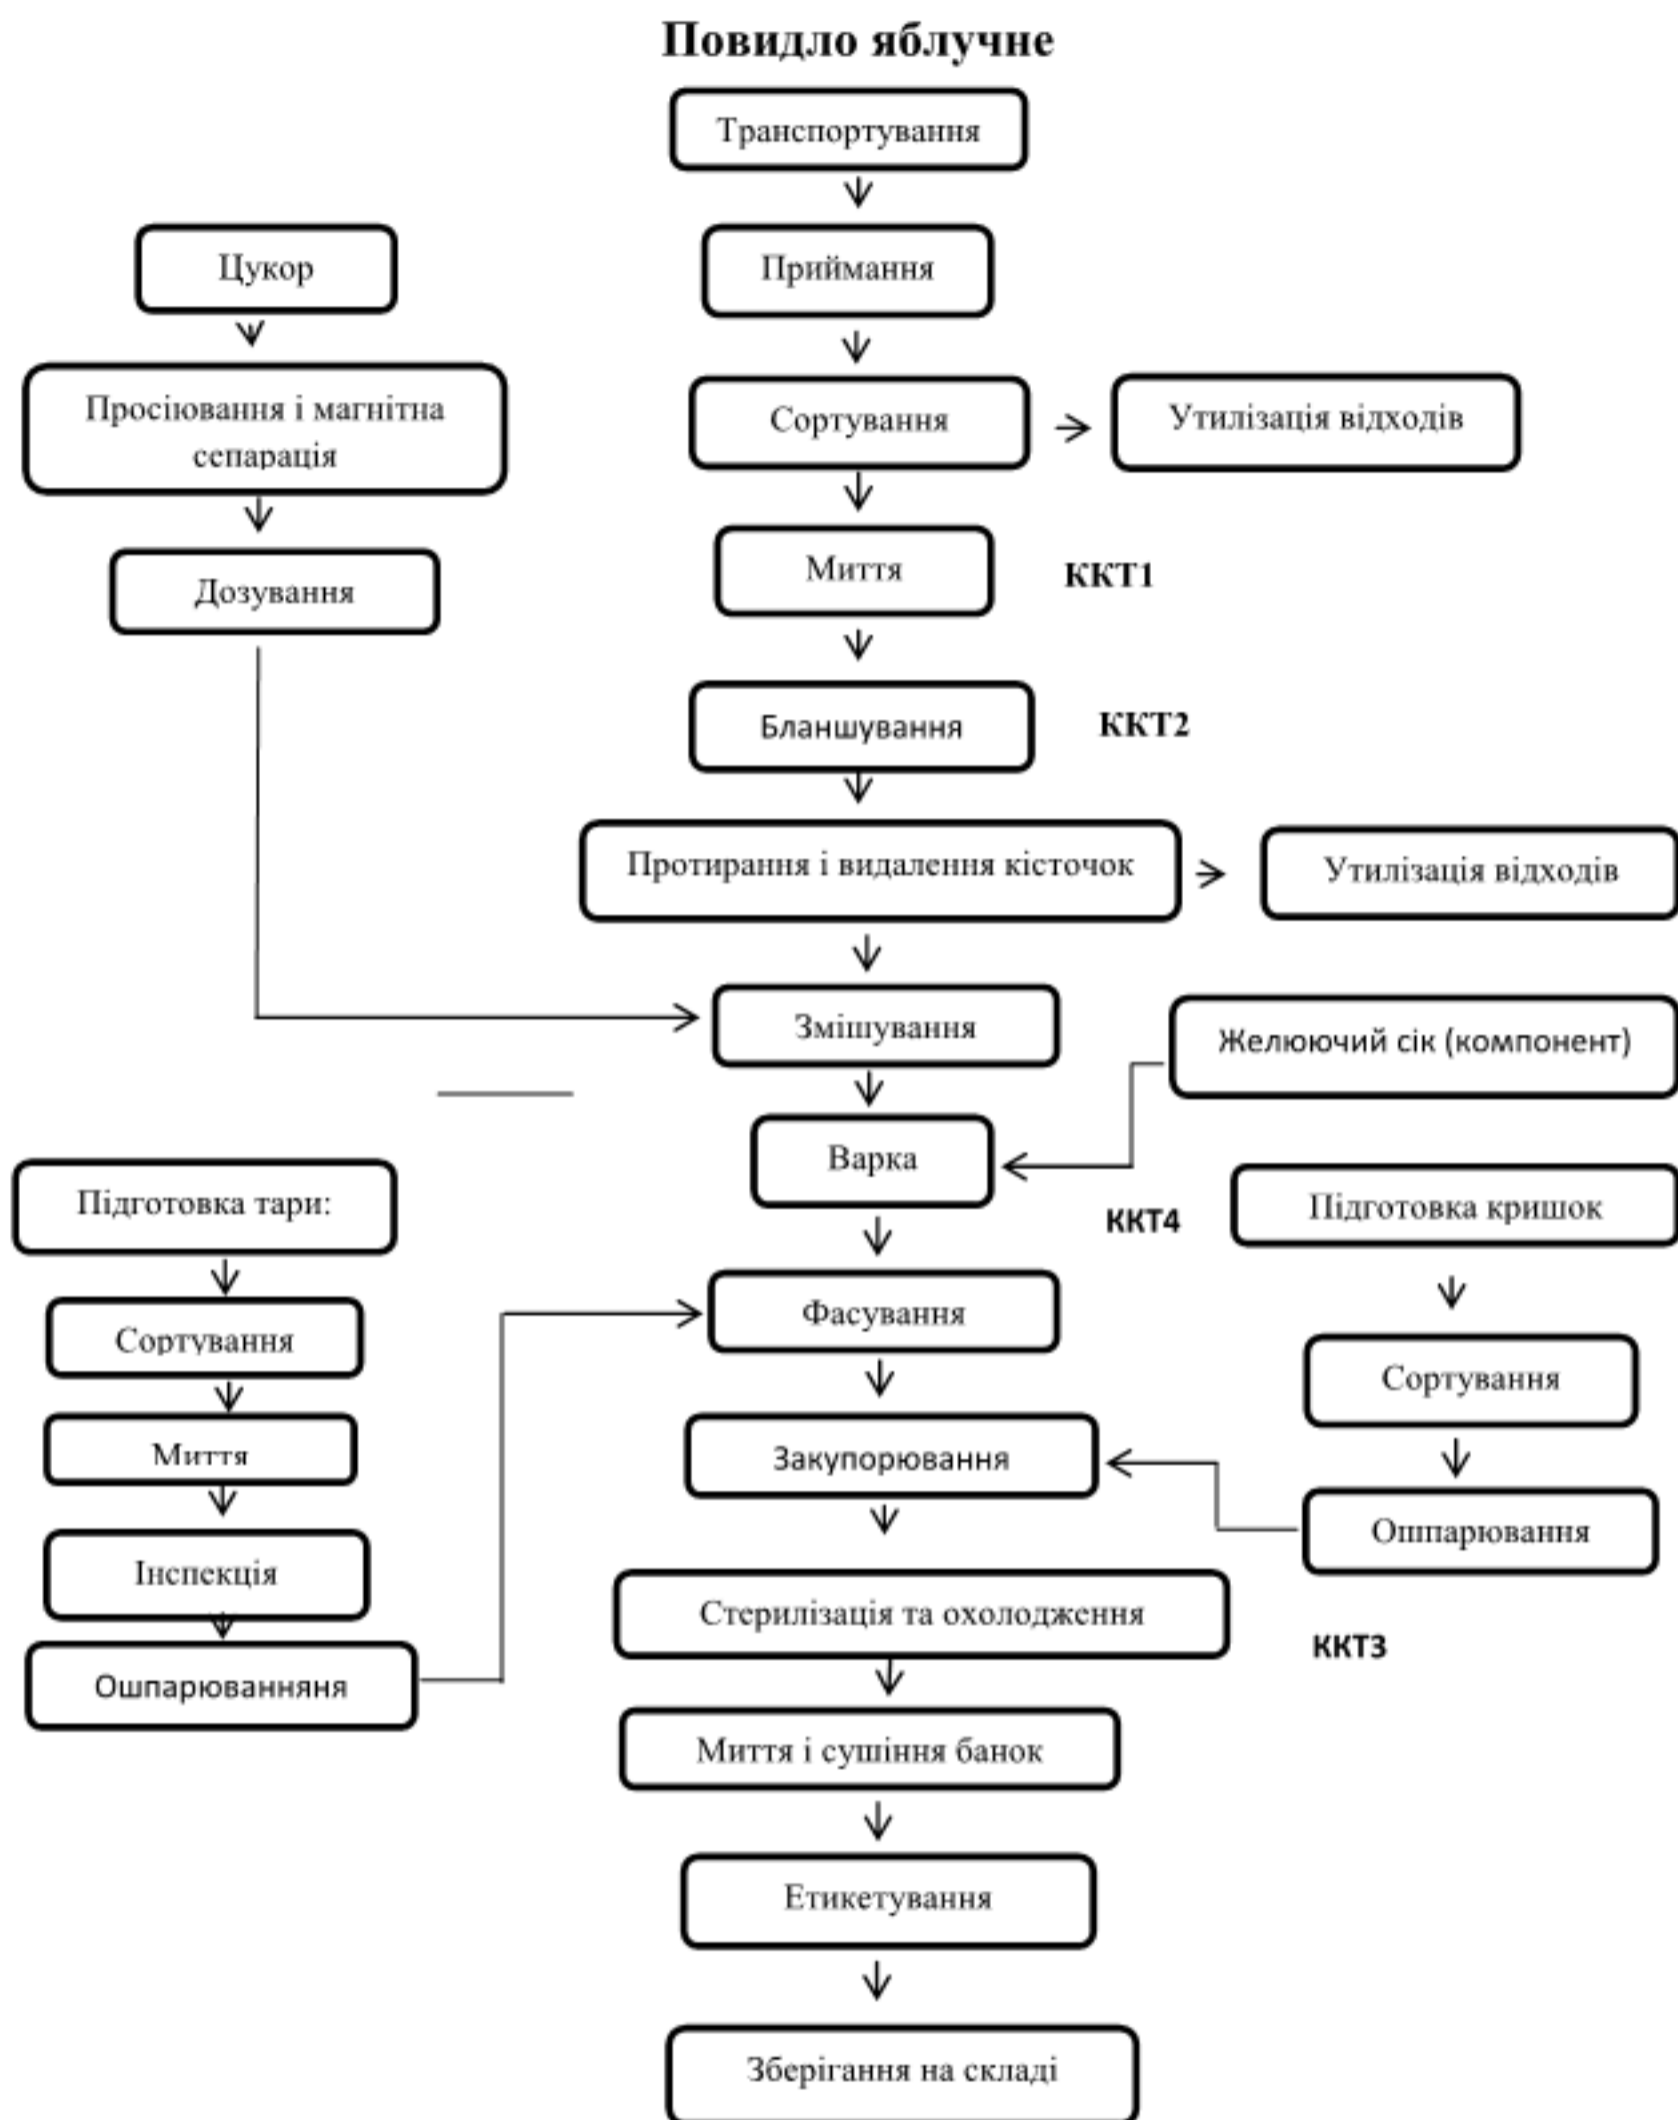 Повидло яблучне
Транспортування
Цукор
Приймання
Просіювання і магнітна
сепарація
Сортування
Утилізація відходів
Дозування
Миття
ККТ1
Бланшування
ККТ2
Протирання і видалення кісточок
Утилізація відходів
Змішування
Желюючий сік (компонент)
Варка
Підготовка тари:
ККТ4
Підготовка кришок
Сортування
Фасування
Сортування
Миття
Закупорювання
Інспекція
Ошпарювання
Ошпарюванняня
Стерилізація та охолодження
ККТ3
Миття і сушіння банок
Етикетування
Зберігання на складі